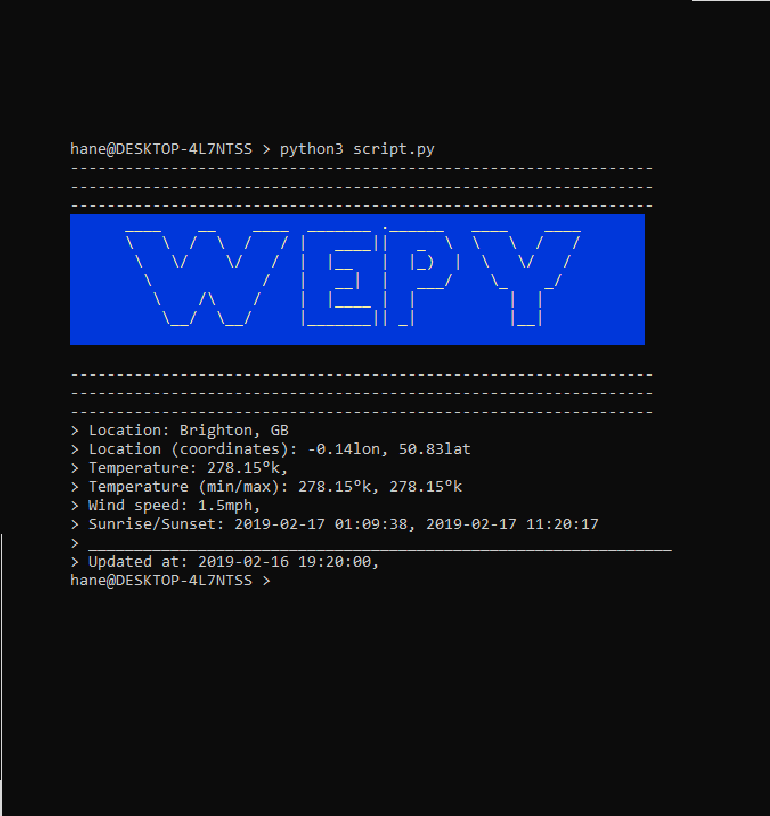 hane@DESKTOP-4L7NTSS > python3 script.py
---------------------------------------------------------------
---------------------------------------------------------------
---------------------------------------------------------------
WEPY
---------------------------------------------------------------
---------------------------------------------------------------
---------------------------------------------------------------
> Location: Brighton, GB
> Location (coordinates): -0.14lon, 50.83lat
> Temperature: 278.15ºk,
> Temperature (min/max): 278.15ºk, 278.15ºk
> Wind speed: 1.5mph,
> Sunrise/Sunset: 2019-02-17 01:09:38, 2019-02-17 11:20:17
> ________________________________________________________________
> Updated at: 2019-02-16 19:20:00,
hane@DESKTOP-4L7NTSS >